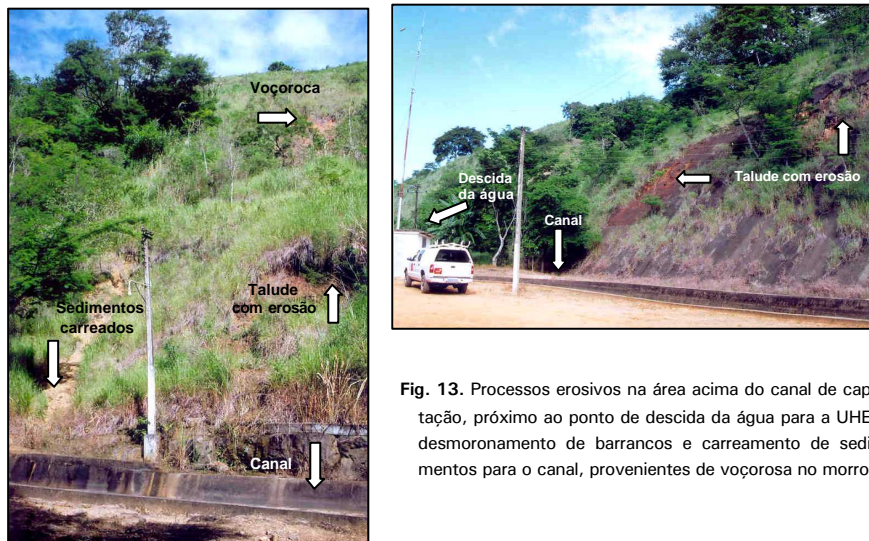 Voçoroca
Sedimentos
carreados
Talude
com erosão
Canal
Descida
da água
Canal
Talude com erosão
Fig. 13. Processos erosivos na área acima do canal de cap-
tação, próximo ao ponto de descida da água para a UHE
desmoronamento de barrancos e carreamento de sedi-
mentos para o canal, provenientes de voçorosa no morro